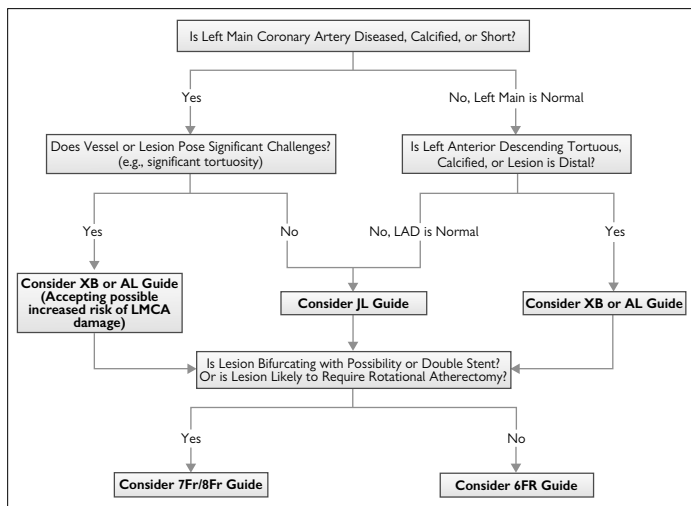 Is Left Main Coronary Artery Diseased, Calcified, or Short?
Yes
No, Left Main is Normal
Does Vessel or Lesion Pose Significant Challenges?
(e.g., significant tortuosity)
Is Left Anterior Descending Tortuous,
Calcified, or Lesion is Distal?
Yes
No
No, LAD is Normal
Yes
Consider XB or AL Guide
(Accepting possible
increased risk of LMCA
damage)
Consider JL Guide
Consider XB or AL Guide
Is Lesion Bifurcating with Possibility or Double Stent?
Or is Lesion Likely to Require Rotational Atherectomy?
Yes
No
Consider 7Fr/8Fr Guide
Consider 6FR Guide